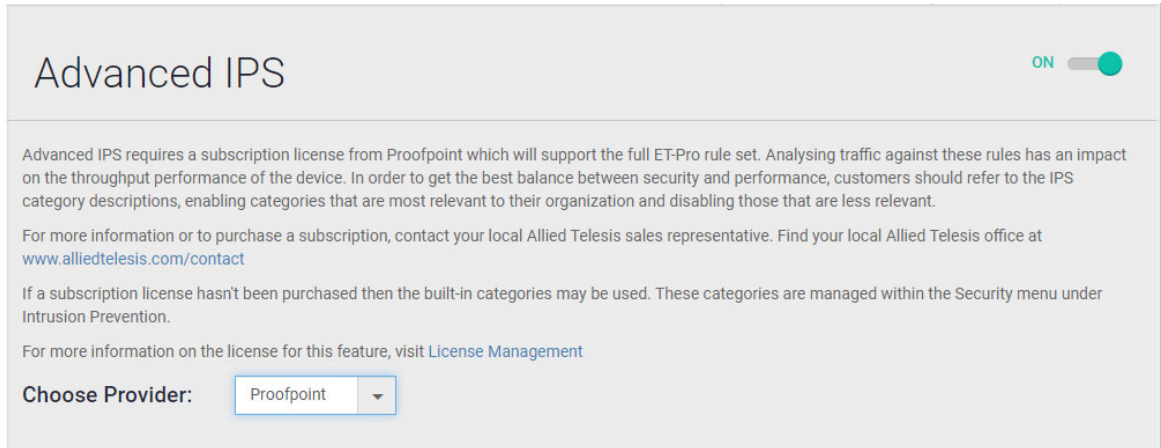 Advanced IPS
ON
Advanced IPS requires a subscription license from Proofpoint which will support the full ET-Pro rule set. Analysing traffic against these rules has an impact
on the throughput performance of the device. In order to get the best balance between security and performance, customers should refer to the IPS
category descriptions, enabling categories that are most relevant to their organization and disabling those that are less relevant.
For more information or to purchase a subscription, contact your local Allied Telesis sales representative. Find your local Allied Telesis office at
www.alliedtelesis.com/contact
If a subscription license hasn't been purchased then the built-in categories may be used. These categories are managed within the Security menu under
Intrusion Prevention.
For more information on the license for this feature, visit License Management
Choose Provider: Proofpoint